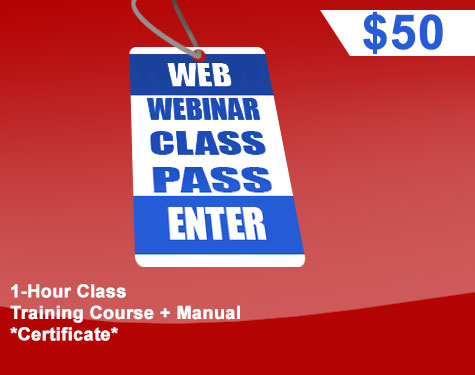 $50
WEB
WEBINAR
CLASS
PASS
ENTER
1-Hour Class
Training Course + Manual
*Certificate*